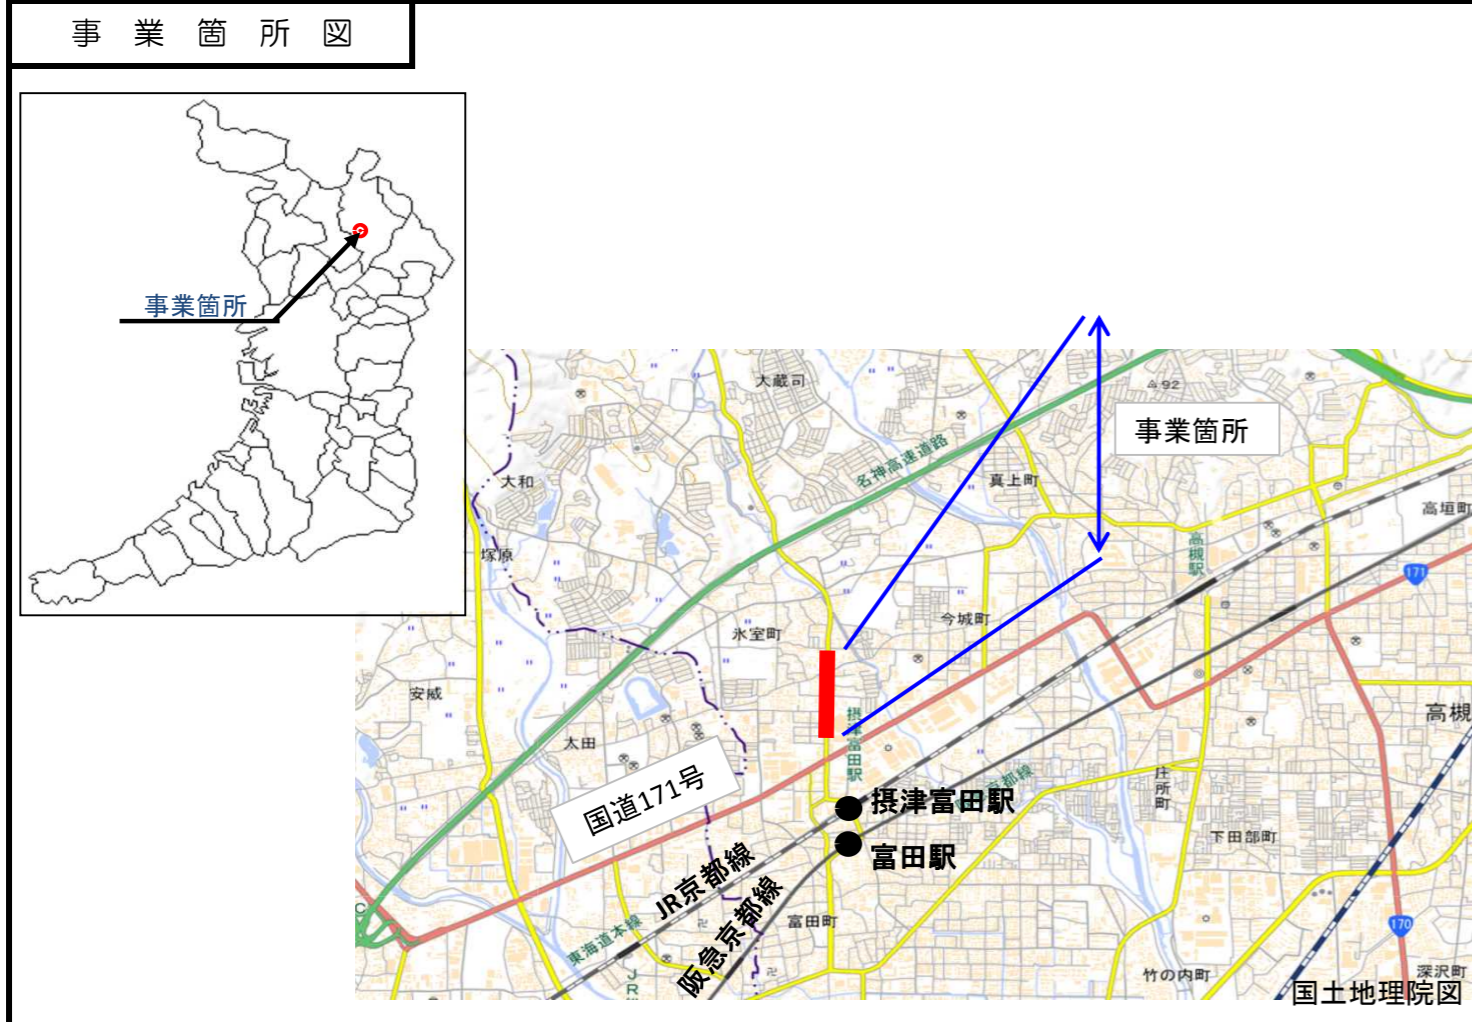 事業箇所図
事業箇所
大蔵司
92
事業箇所
名神高速道路
大和
真上町
高垣町
塚原
高槻駅
171
今城町
氷室町
安威
摂津富田駅
高槻
太田
国道171号
庄所町
摂津富田駅
下田部町
富田駅
JR京都線
阪急京都線
富田町
170
東海道本線
竹の内町
深沢町
JR
国土地理院図